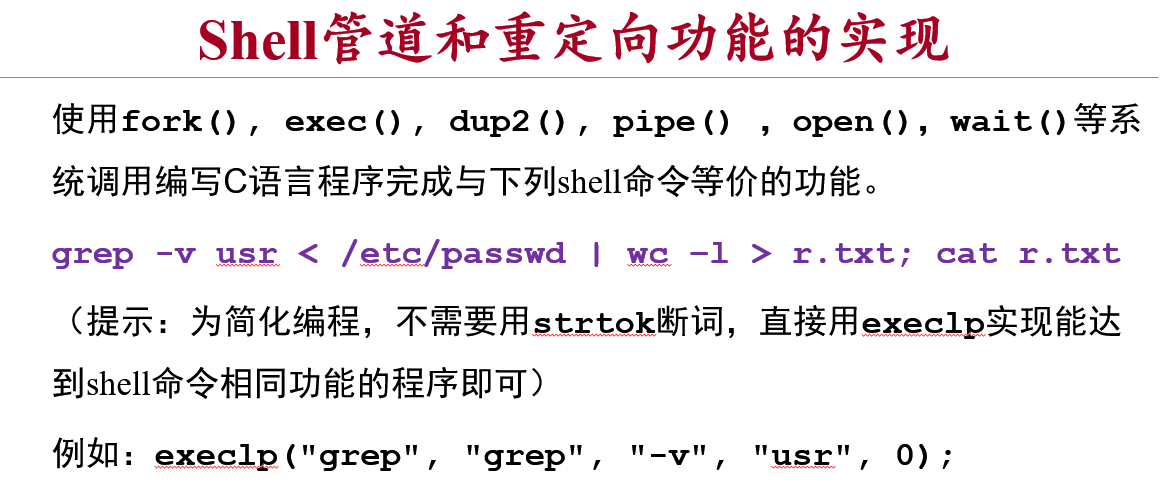 Shell管道和重定向功能的实现
使用fork(), exec(), dup2(), pipe() ，open()，wait()等系
统调用编写C语言程序完成与下列shell命令等价的功能。
grep -v usr < /etc/passwd | wc –l > r.txt; cat r.txt
（提示：为简化编程，不需要用strtok断词，直接用execlp实现能达
到shell命令相同功能的程序即可）
例如：execlp("grep", "grep", "-v", "usr", 0);